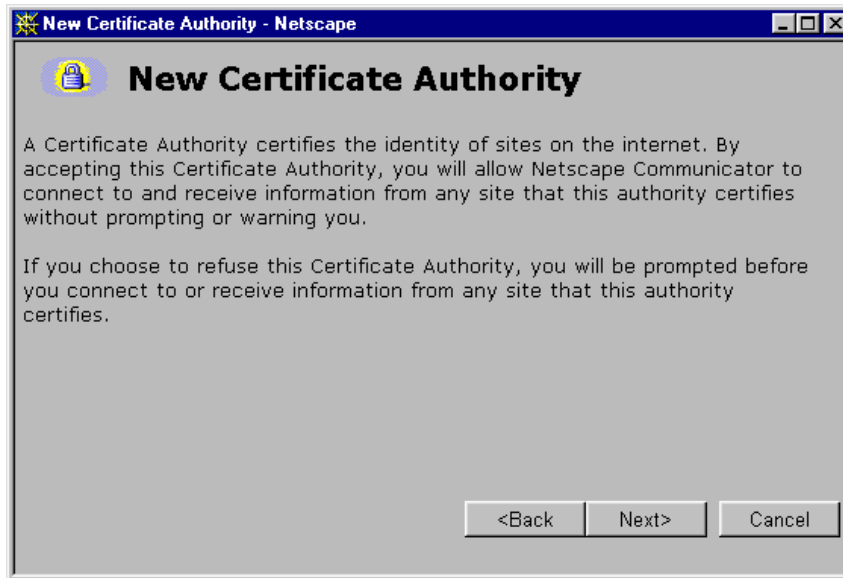 New Certificate Authority - Netscape
New Certificate Authority
A Certificate Authority certifies the identity of sites on the internet. By
accepting this Certificate Authority, you will allow Netscape Communicator to
connect to and receive information from any site that this authority certifies
without prompting or warning you.
If you choose to refuse this Certificate Authority, you will be prompted before
you connect to or receive information from any site that this authority
certifies.
<Back Next> Cancel